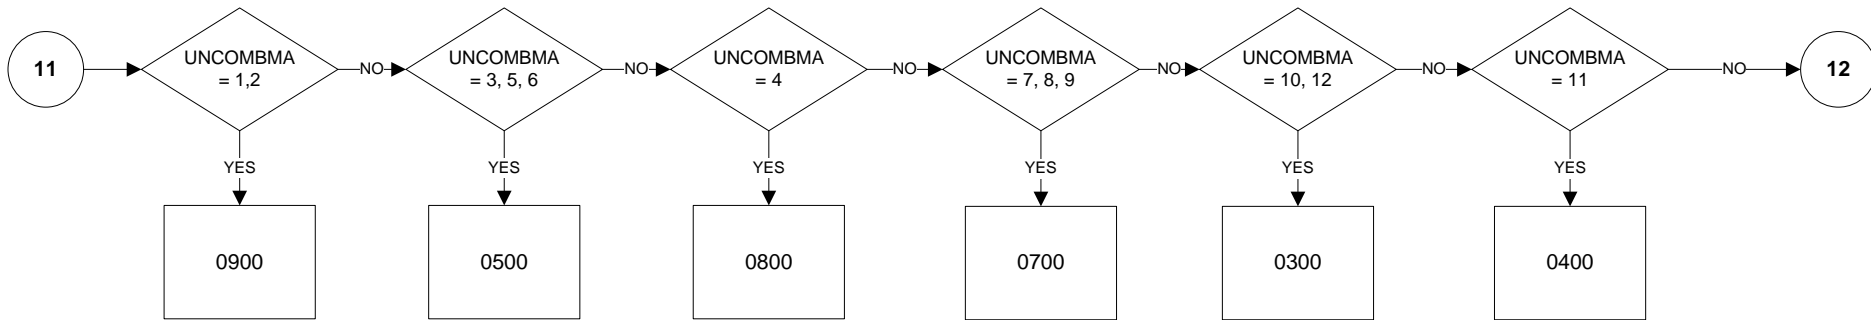 11
UNCOMBMA
= 1,2
NO
UNCOMBMA
= 3, 5, 6
NO
UNCOMBMA
= 4
NO
UNCOMBMA
= 7, 8, 9
NO
UNCOMBMA
= 10, 12
NO
UNCOMBMA
= 11
NO
12
YES
YES
YES
YES
YES
YES
0900
0500
0800
0700
0300
0400